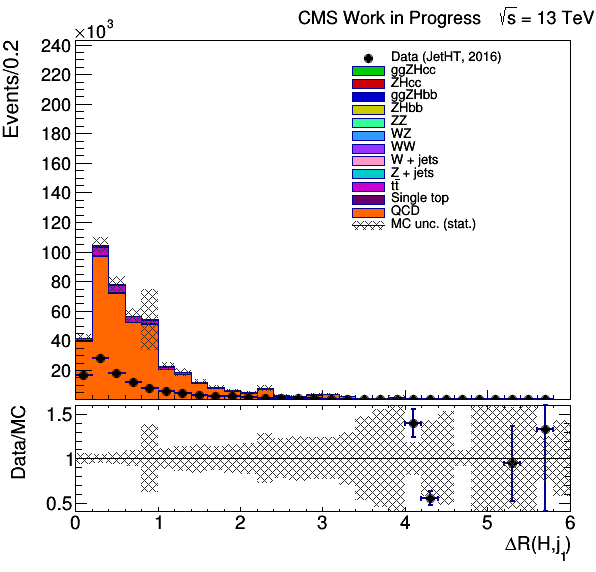 CMS Work in Progress √s = 13 TeV
×10³
Events/0.2
240
220
200
180
160
140
120
100
80
60
40
20
Data (JetHT, 2016)
ggZHcc
ZHcc
ggZHbb
ZHbb
ZZ
WZ
WW
W + jets
Z + jets
tt̄
Single top
QCD
MC unc. (stat.)
Data/MC
1.5
1
0.5
0 1 2 3 4 5 6
ΔR(H,j₁)